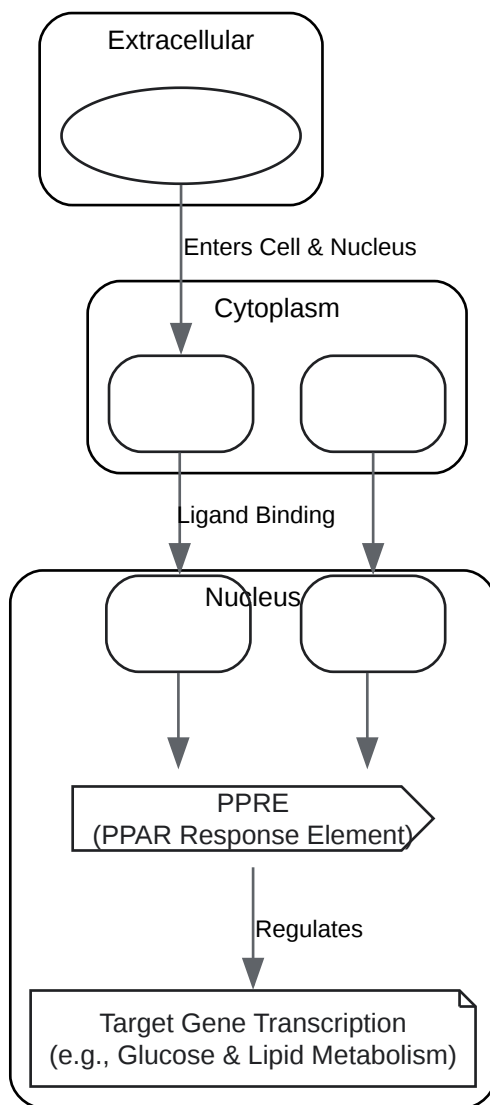 Extracellular
Enters Cell & Nucleus
Cytoplasm
Ligand Binding
Nucleus
PPRE
(PPAR Response Element)
Regulates
Target Gene Transcription
(e.g., Glucose & Lipid Metabolism)